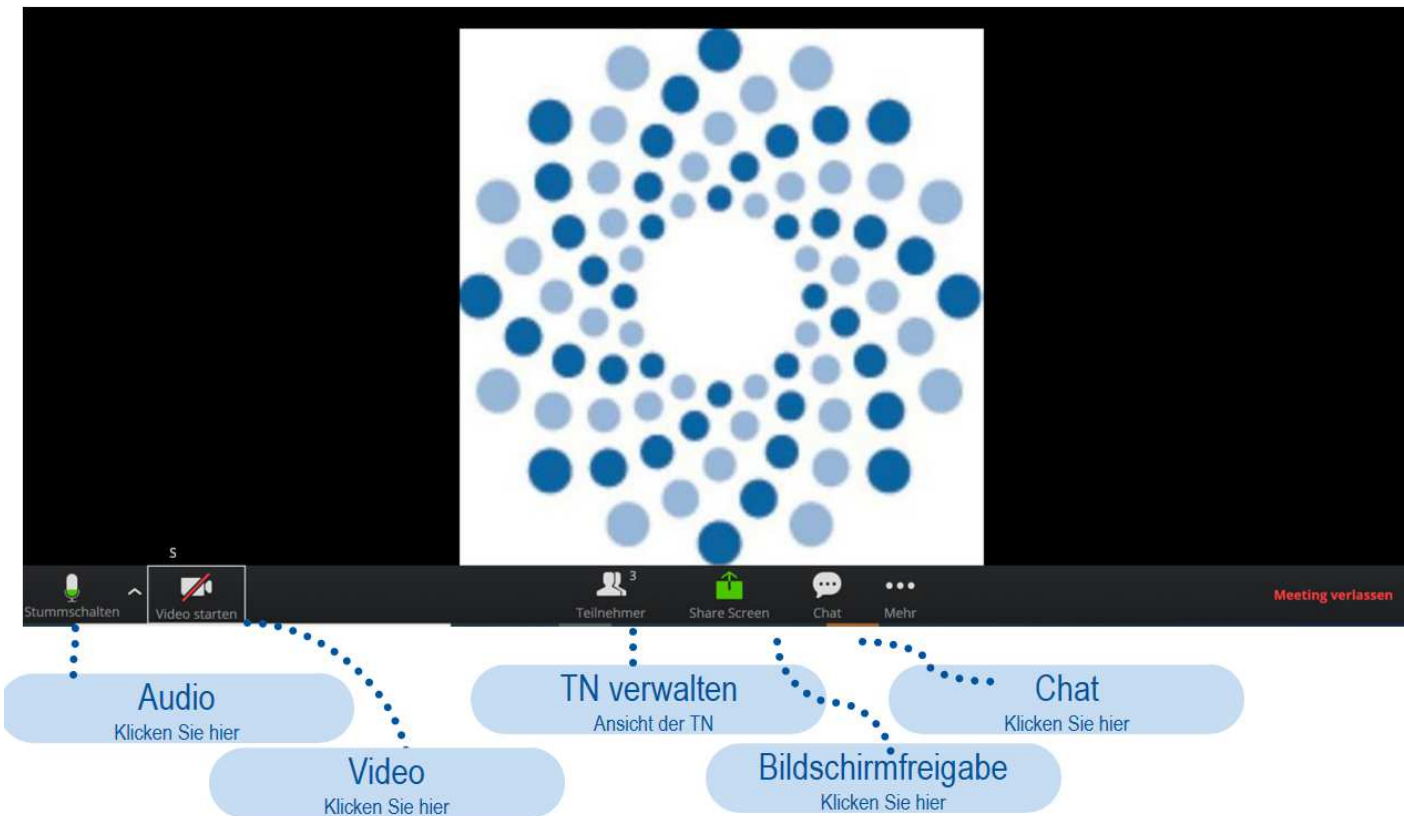 S
3
Stummschalten
Video starten
Teilnehmer
Share Screen
Chat
Mehr
Meeting verlassen
Audio
Klicken Sie hier
TN verwalten
Ansicht der TN
Chat
Klicken Sie hier
Video
Klicken Sie hier
Bildschirmfreigabe
Klicken Sie hier